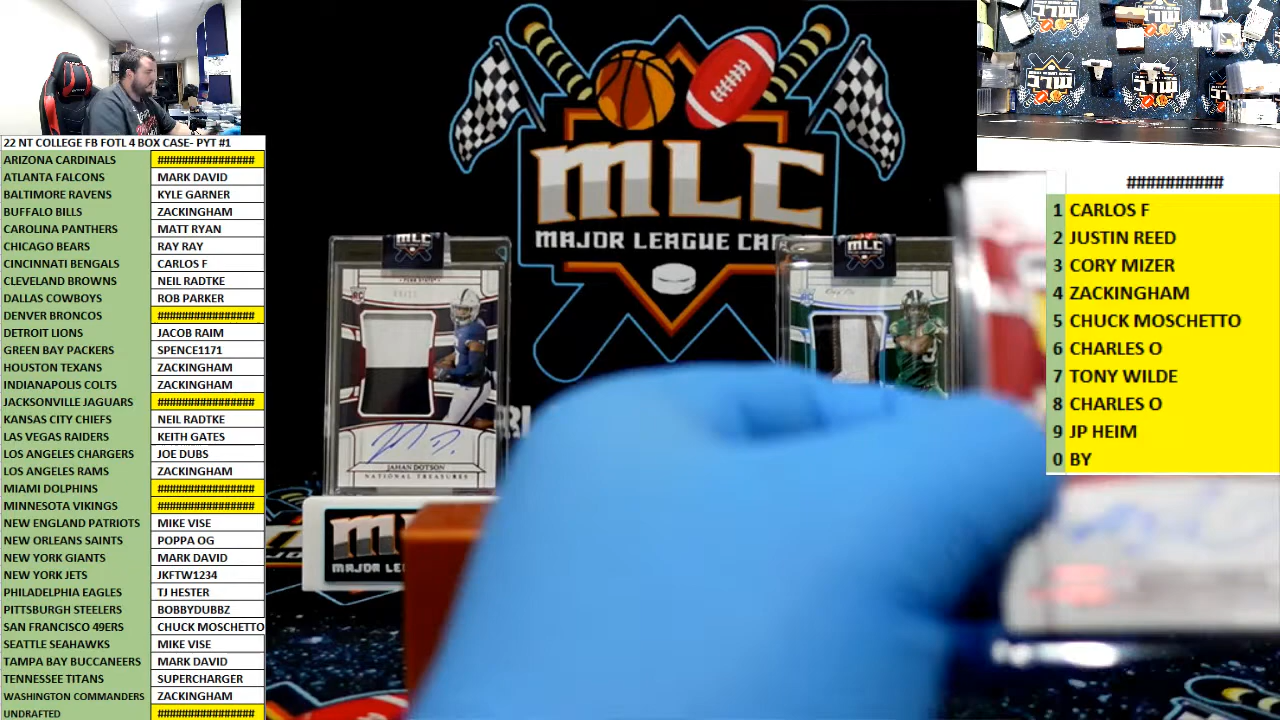 22 NT COLLEGE FB FOTL 4 BOX CASE- PYT #1
ARIZONA CARDINALS ################
ATLANTA FALCONS MARK DAVID
BALTIMORE RAVENS KYLE GARNER
BUFFALO BILLS ZACKINGHAM
CAROLINA PANTHERS MATT RYAN
CHICAGO BEARS RAY RAY
CINCINNATI BENGALS CARLOS F
CLEVELAND BROWNS NEIL RADTKE
DALLAS COWBOYS ROB PARKER
DENVER BRONCOS ################
DETROIT LIONS JACOB RAIM
GREEN BAY PACKERS SPENCE1171
HOUSTON TEXANS ZACKINGHAM
INDIANAPOLIS COLTS ZACKINGHAM
JACKSONVILLE JAGUARS ################
KANSAS CITY CHIEFS NEIL RADTKE
LAS VEGAS RAIDERS KEITH GATES
LOS ANGELES CHARGERS JOE DUBS
LOS ANGELES RAMS ZACKINGHAM
MIAMI DOLPHINS ################
MINNESOTA VIKINGS ################
NEW ENGLAND PATRIOTS MIKE VISE
NEW ORLEANS SAINTS POPPA OG
NEW YORK GIANTS MARK DAVID
NEW YORK JETS JKFTW1234
PHILADELPHIA EAGLES TJ HESTER
PITTSBURGH STEELERS BOBBYDUBBZ
SAN FRANCISCO 49ERS CHUCK MOSCHETTO
SEATTLE SEAHAWKS MIKE VISE
TAMPA BAY BUCCANEERS MARK DAVID
TENNESSEE TITANS SUPERCHARGER
WASHINGTON COMMANDERS ZACKINGHAM
UNDRAFTED ################
MLC
MAJOR LEAGUE CA
MLC
RC
JAHAN DOTSON
NATIONAL TREASURES
MLC
RC
MLC
##########
1 CARLOS F
2 JUSTIN REED
3 CORY MIZER
4 ZACKINGHAM
5 CHUCK MOSCHETTO
6 CHARLES O
7 TONY WILDE
8 CHARLES O
9 JP HEIM
0 BY